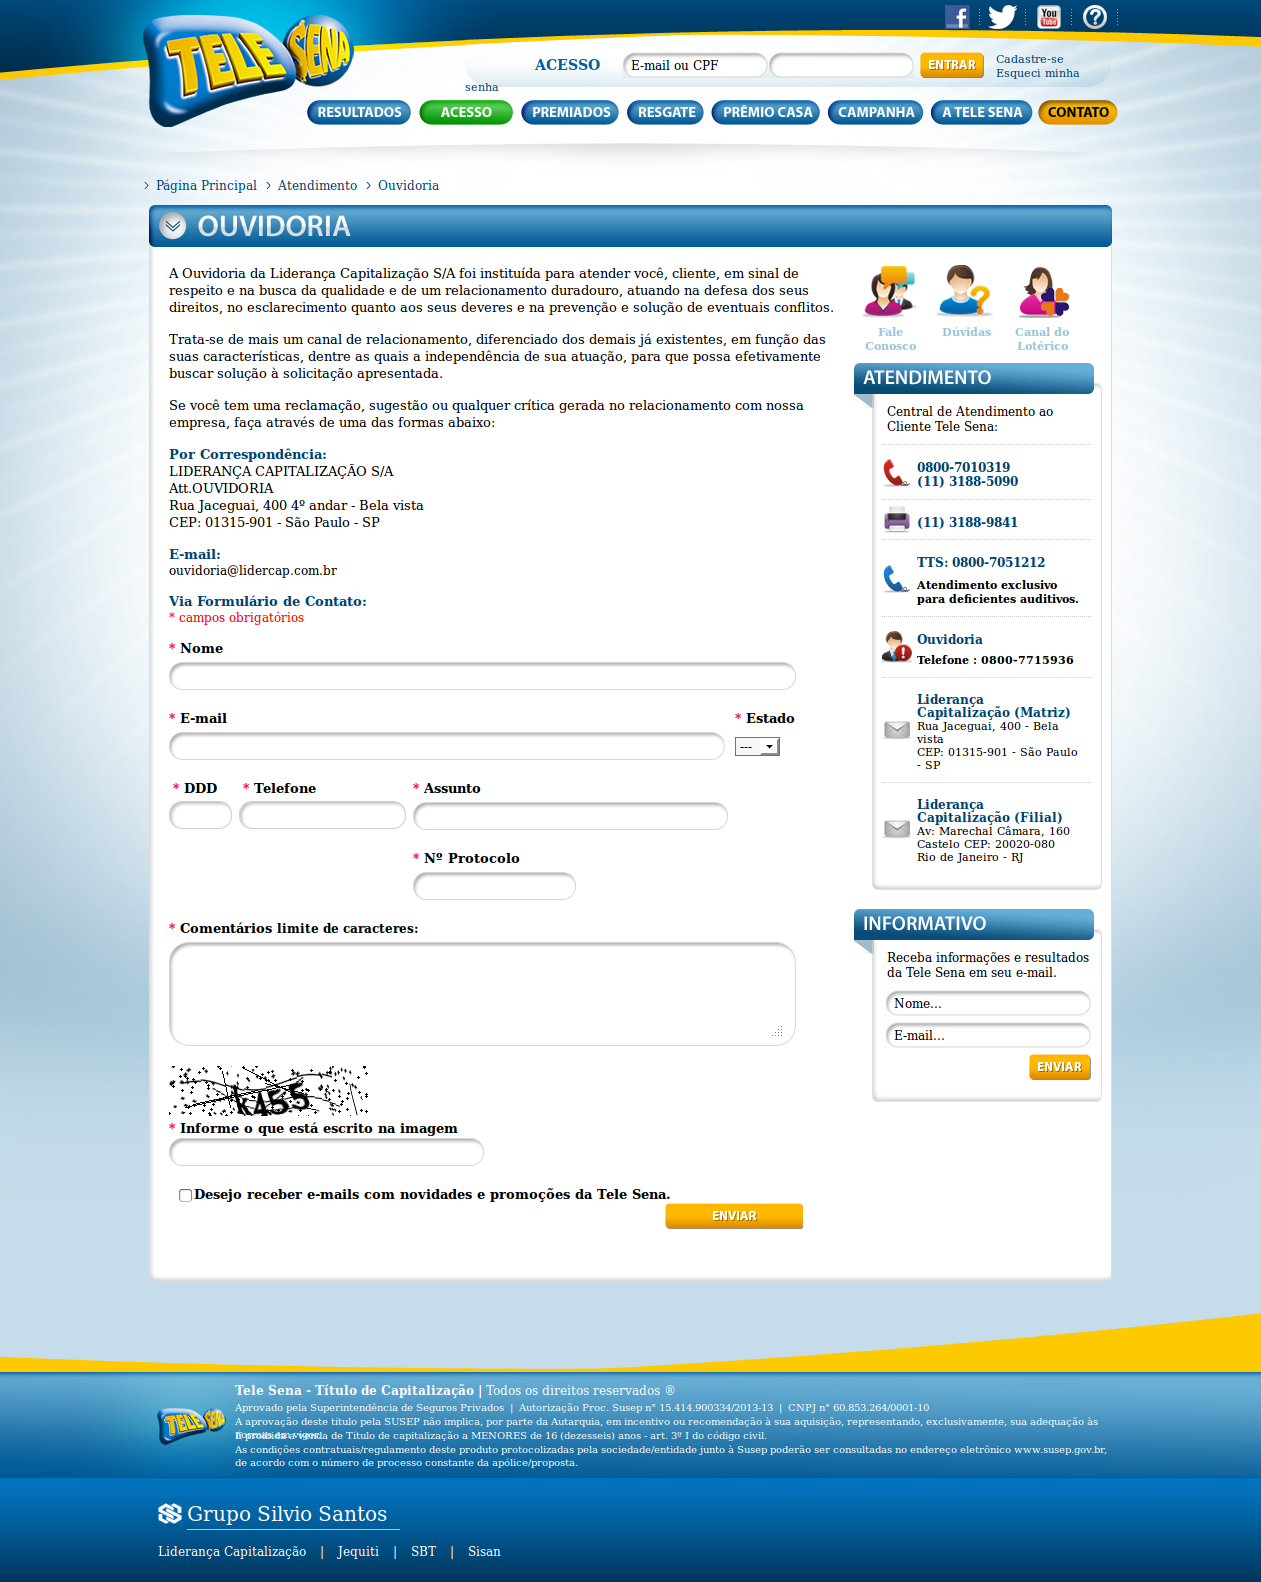 TELE SENA
ACESSO
E-mail ou CPF
ENTRAR
Cadastre-se
Esqueci minha
senha
RESULTADOS ACESSO PREMIADOS RESGATE PRÊMIO CASA CAMPANHA A TELE SENA CONTATO
Página Principal Atendimento Ouvidoria
OUVIDORIA
A Ouvidoria da Liderança Capitalização S/A foi instituída para atender você, cliente, em sinal de
respeito e na busca da qualidade e de um relacionamento duradouro, atuando na defesa dos seus
direitos, no esclarecimento quanto aos seus deveres e na prevenção e solução de eventuais conflitos.
Trata-se de mais um canal de relacionamento, diferenciado dos demais já existentes, em função das
suas características, dentre as quais a independência de sua atuação, para que possa efetivamente
buscar solução à solicitação apresentada.
Se você tem uma reclamação, sugestão ou qualquer crítica gerada no relacionamento com nossa
empresa, faça através de uma das formas abaixo:
Por Correspondência:
LIDERANÇA CAPITALIZAÇÃO S/A
Att.OUVIDORIA
Rua Jaceguai, 400 4º andar - Bela vista
CEP: 01315-901 - São Paulo - SP
E-mail:
ouvidoria@lidercap.com.br
Via Formulário de Contato:
* campos obrigatórios
* Nome
* E-mail
* Estado
---
* DDD
* Telefone
* Assunto
* Nº Protocolo
* Comentários limite de caracteres:
k455
* Informe o que está escrito na imagem
Desejo receber e-mails com novidades e promoções da Tele Sena.
ENVIAR
Fale
Conosco
Dúvidas
Canal do
Lotérico
ATENDIMENTO
Central de Atendimento ao
Cliente Tele Sena:
0800-7010319
(11) 3188-5090
(11) 3188-9841
TTS: 0800-7051212
Atendimento exclusivo
para deficientes auditivos.
Ouvidoria
Telefone : 0800-7715936
Liderança
Capitalização (Matriz)
Rua Jaceguai, 400 - Bela
vista
CEP: 01315-901 - São Paulo
- SP
Liderança
Capitalização (Filial)
Av: Marechal Câmara, 160
Castelo CEP: 20020-080
Rio de Janeiro - RJ
INFORMATIVO
Receba informações e resultados
da Tele Sena em seu e-mail.
Nome...
E-mail...
ENVIAR
TELE SENA
Tele Sena - Título de Capitalização | Todos os direitos reservados ®
Aprovado pela Superintendência de Seguros Privados | Autorização Proc. Susep n° 15.414.900334/2013-13 | CNPJ n° 60.853.264/0001-10
A aprovação deste título pela SUSEP não implica, por parte da Autarquia, em incentivo ou recomendação à sua aquisição, representando, exclusivamente, sua adequação às
normas em vigor.
É proibida a venda de Título de capitalização a MENORES DE 16 (dezesseis) anos - art. 3º I do código civil.
As condições contratuais/regulamento deste produto protocolizadas pela sociedade/entidade junto à Susep poderão ser consultadas no endereço eletrônico www.susep.gov.br,
de acordo com o número de processo constante da apólice/proposta.
Grupo Silvio Santos
Liderança Capitalização | Jequiti | SBT | Sisan